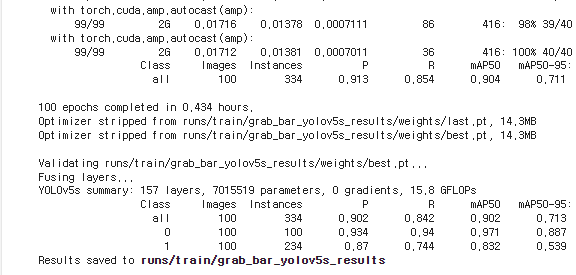 with torch.cuda.amp.autocast(amp):
99/99 2G 0.01716 0.01378 0.0007111 86 416: 98% 39/40
with torch.cuda.amp.autocast(amp):
99/99 2G 0.01712 0.01381 0.0007011 36 416: 100% 40/40
Class Images Instances P R mAP50 mAP50-95:
all 100 334 0.913 0.854 0.904 0.711
100 epochs completed in 0.434 hours.
Optimizer stripped from runs/train/grab_bar_yolov5s_results/weights/last.pt, 14.3MB
Optimizer stripped from runs/train/grab_bar_yolov5s_results/weights/best.pt, 14.3MB
Validating runs/train/grab_bar_yolov5s_results/weights/best.pt...
Fusing layers...
YOLOv5s summary: 157 layers, 7015519 parameters, 0 gradients, 15.8 GFLOPs
Class Images Instances P R mAP50 mAP50-95:
all 100 334 0.902 0.842 0.902 0.713
0 100 100 0.934 0.94 0.971 0.887
1 100 234 0.87 0.744 0.832 0.539
Results saved to runs/train/grab_bar_yolov5s_results